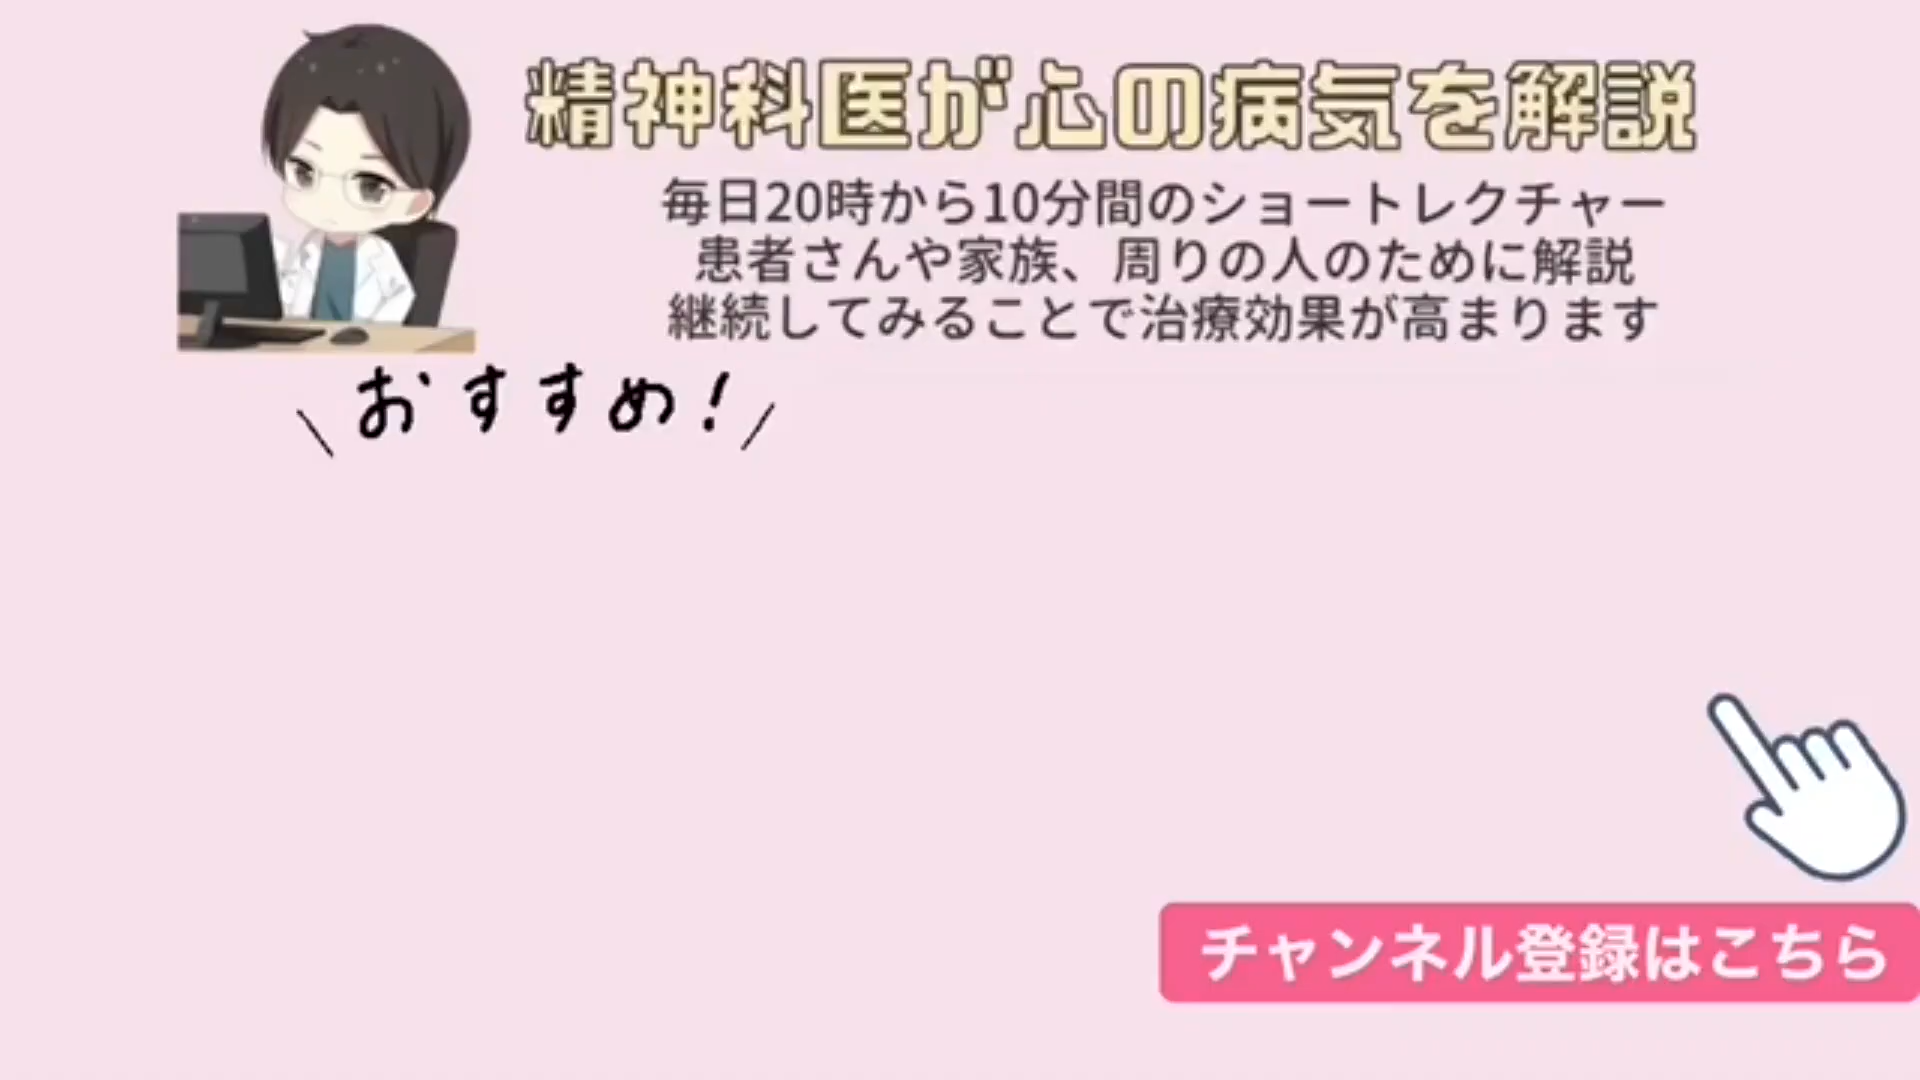 精神科医が心の病気を解説
毎日20時から10分間のショートレクチャー
患者さんや家族、周りの人のために解説
継続してみることで治療効果が高まります
おすすめ!
チャンネル登録はこちら